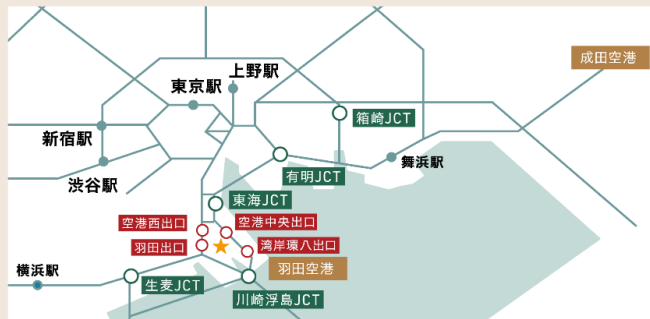 成田空港
上野駅
東京駅
箱崎JCT
新宿駅
舞浜駅
有明JCT
渋谷駅
東海JCT
空港西出口
空港中央出口
羽田出口
湾岸環八出口
羽田空港
横浜駅
生麦JCT
川崎浮島JCT